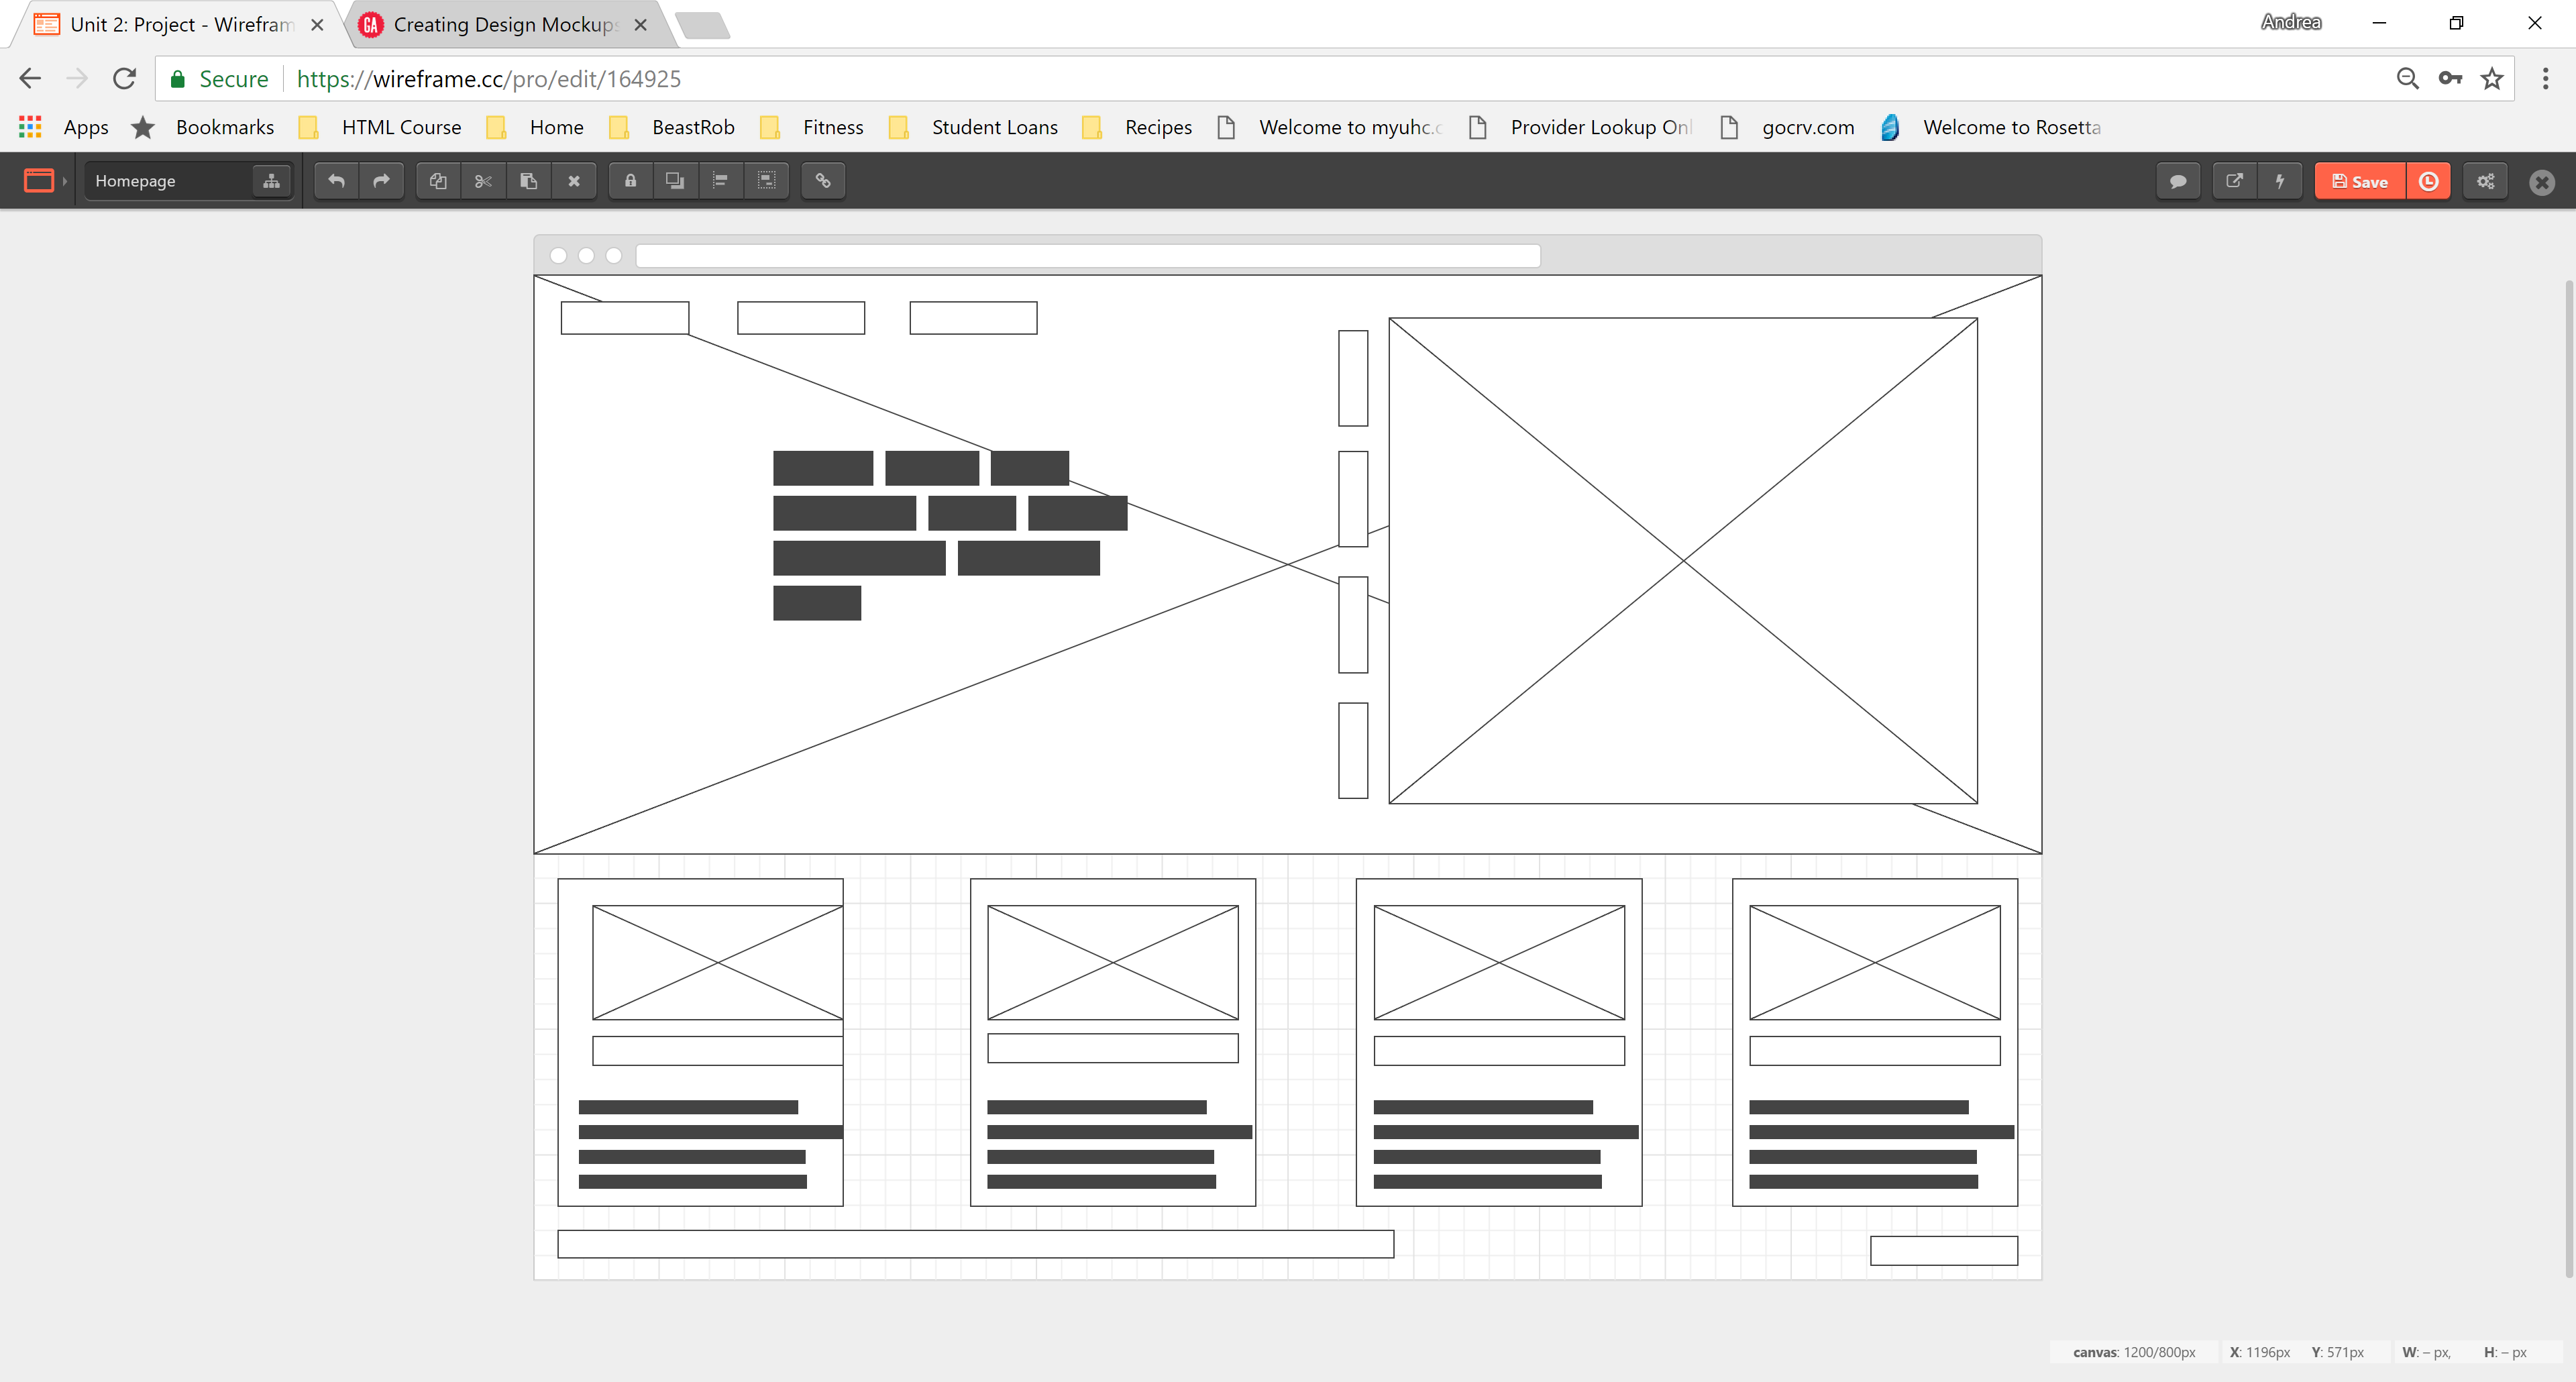 Unit 2: Project - Wirefram
GA Creating Design Mockups
Andrea
Secure https://wireframe.cc/pro/edit/164925
Apps Bookmarks HTML Course Home BeastRob Fitness Student Loans Recipes Welcome to myuhc.c Provider Lookup Onl gocrv.com Welcome to Rosetta
Homepage Save
canvas: 1200/800px X: 1196px Y: 571px W: – px, H: – px